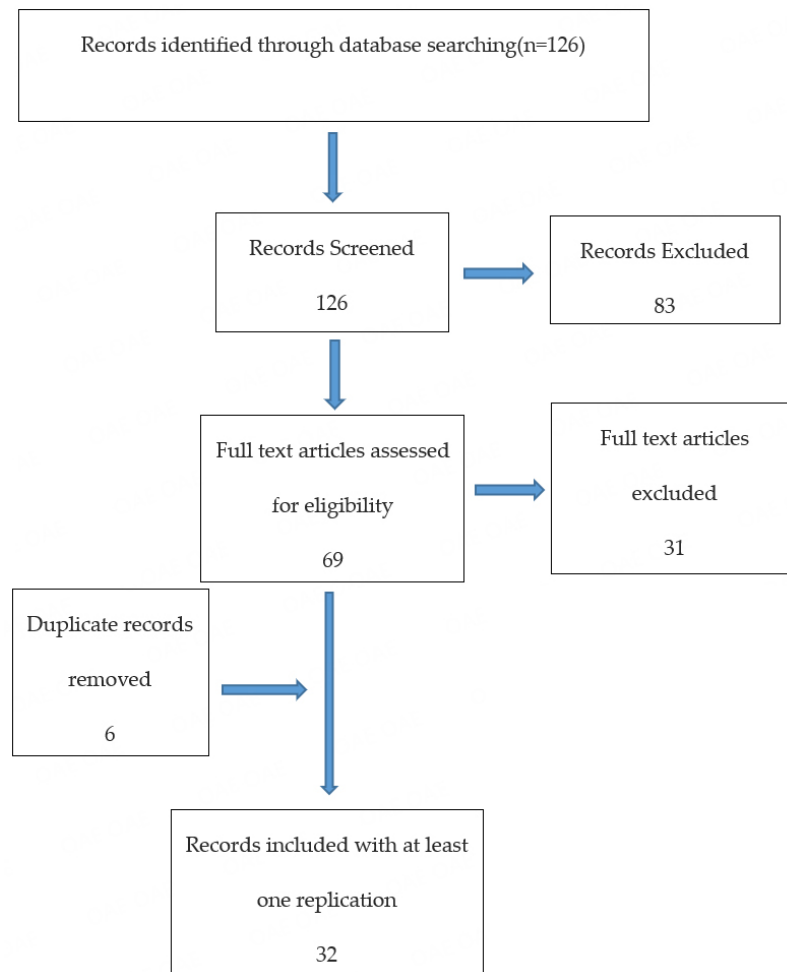 Records identified through database searching(n=126)
Records Screened
126
Records Excluded
83
Full text articles assessed
for eligibility
69
Full text articles
excluded
31
Duplicate records
removed
6
Records included with at least
one replication
32